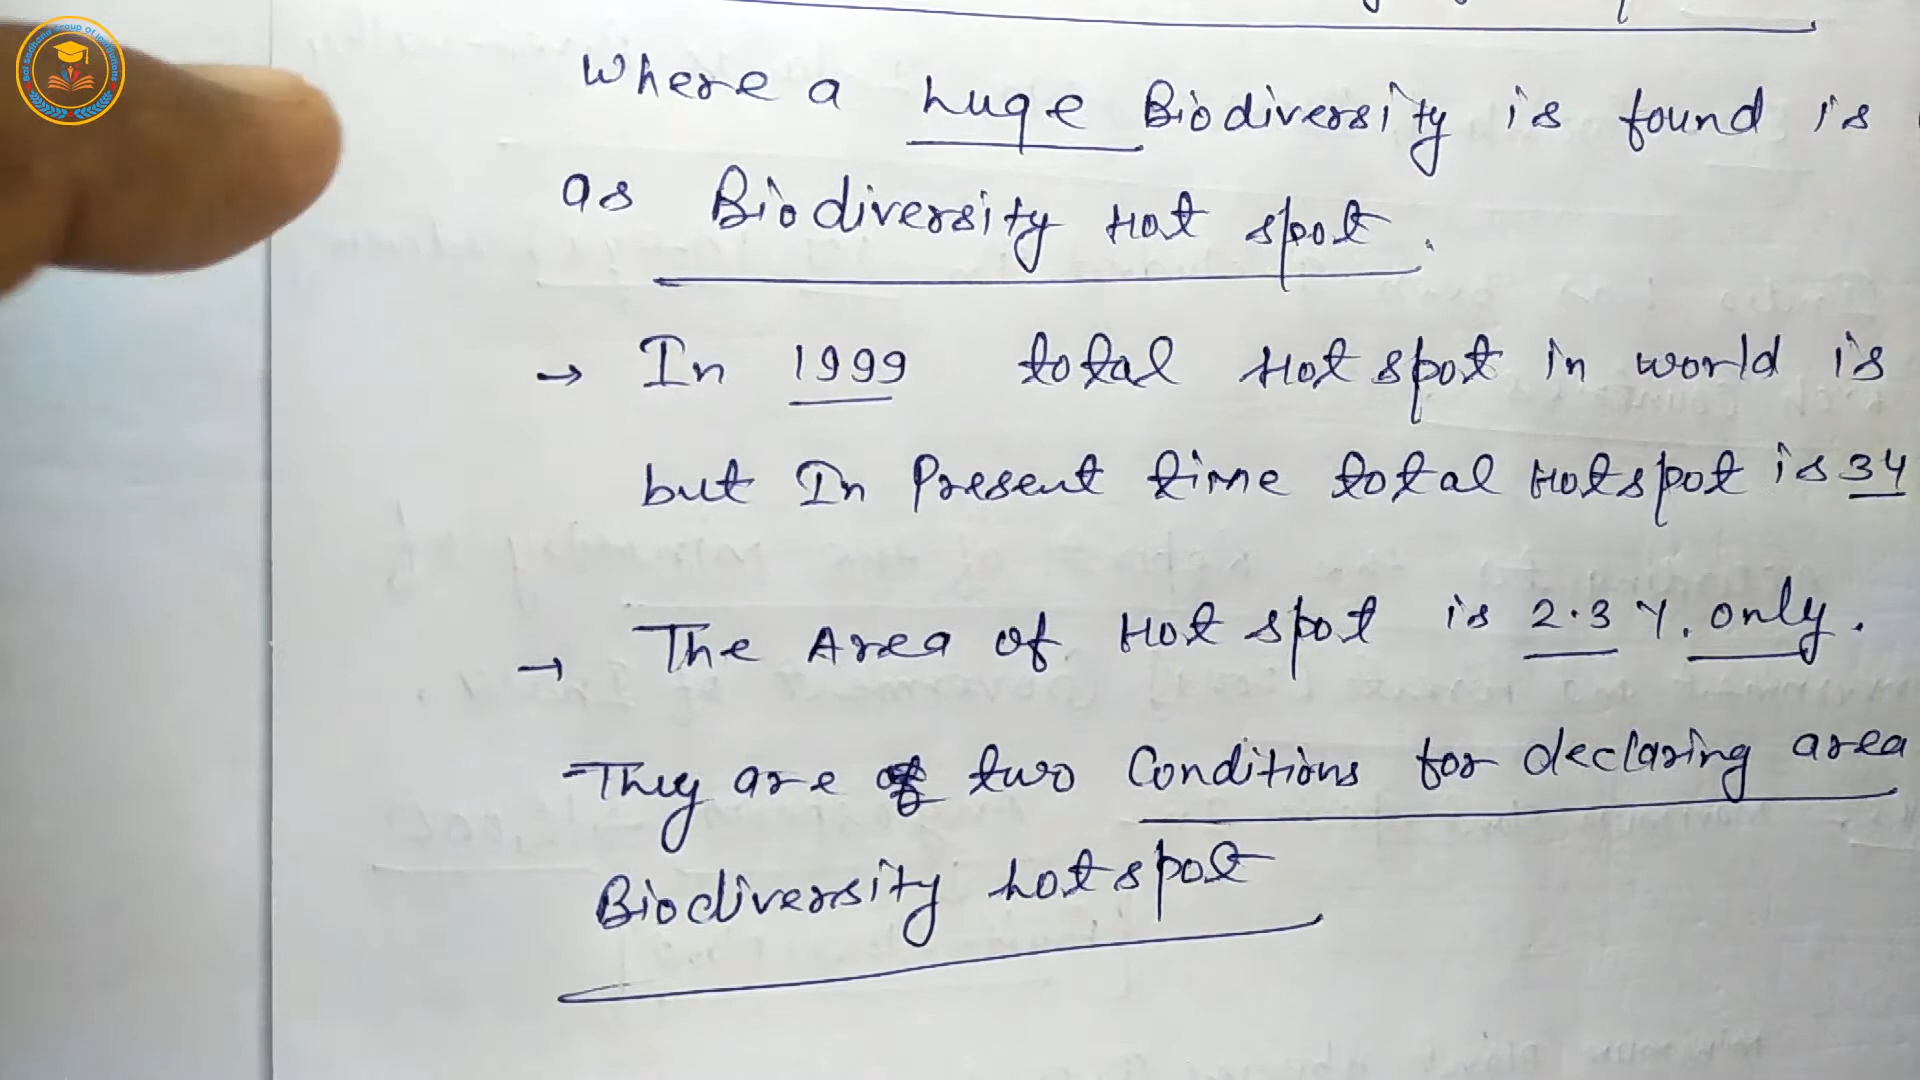 Where a huge Biodiversity is found is
as Biodiversity Hot spot.
→ In 1999 total Hot spot in world is
but In Present time total Hotspot is 34
→ The Area of Hot spot is 2.3 %. only.
They are two Conditions for declaring area
Biodiversity hotspot